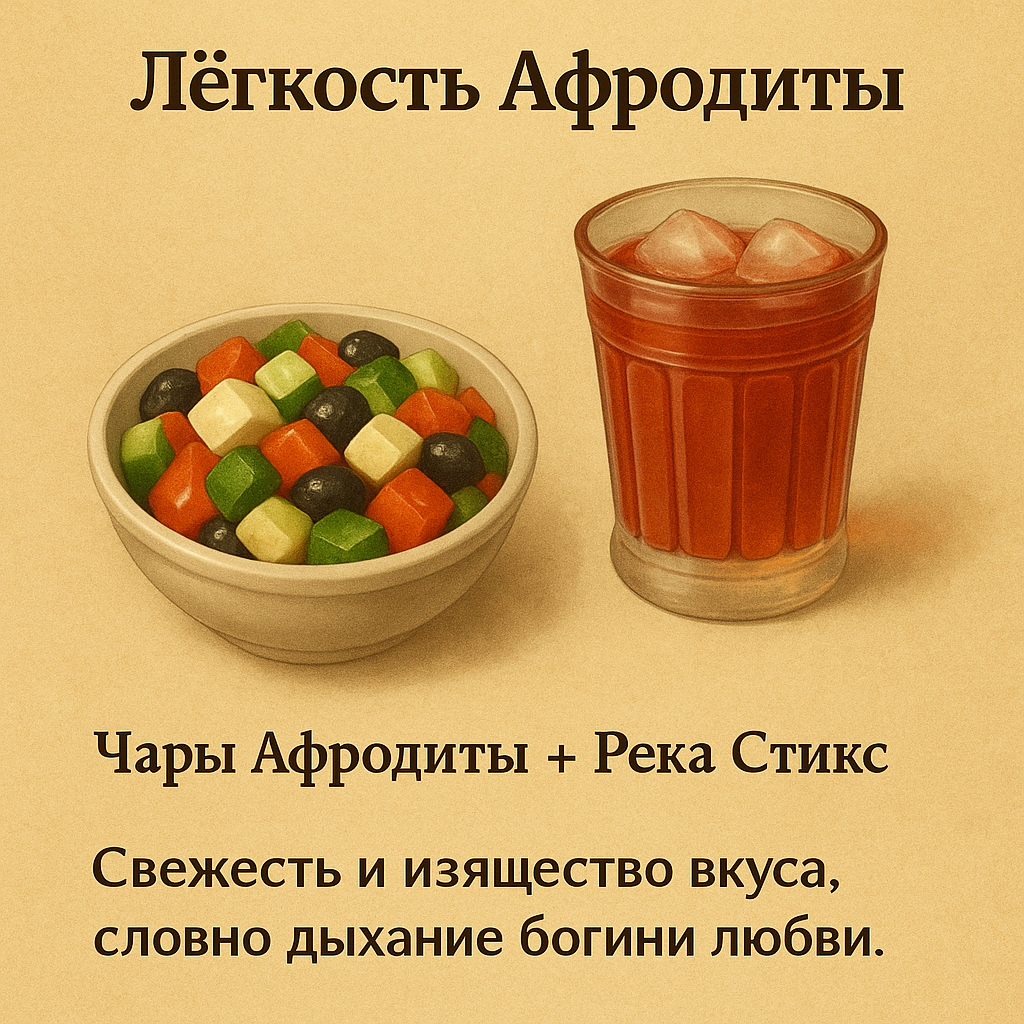 Лёгкость Афродиты
Чары Афродиты + Река Стикс
Свежесть и изящество вкуса,
словно дыхание богини любви.